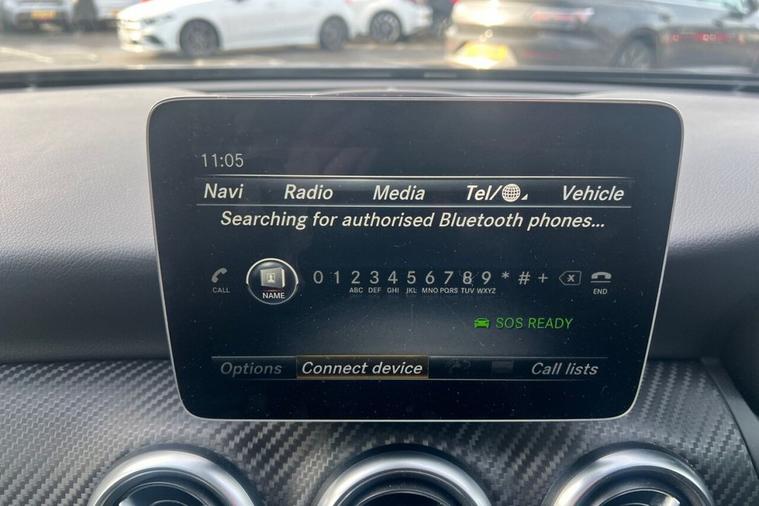 11:05
Navi Radio Media Tel/ Vehicle
Searching for authorised Bluetooth phones...
0 1 2 3 4 5 6 7 8 9 * # +
CALL NAME ABC DEF GHI JKL MNO PQRS TUV WXYZ END
SOS READY
Options Connect device Call lists